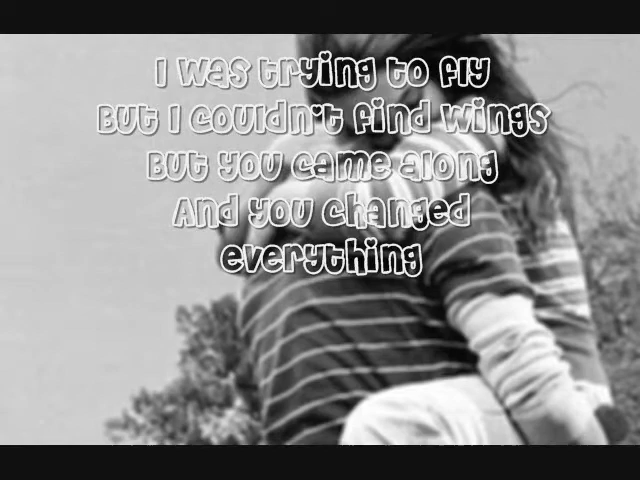 I was trying to fly
But I couldn't find wings
But you came along
And you changed
everything